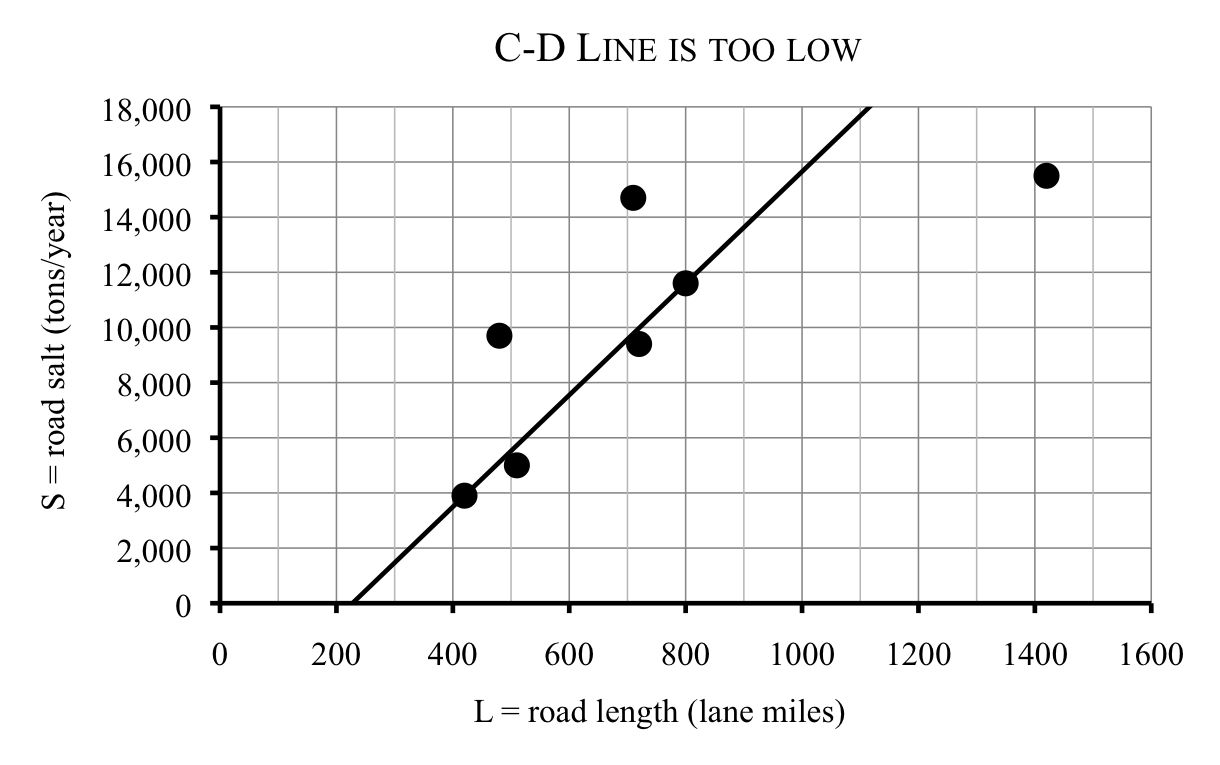 C-D LINE IS TOO LOW
18,000
16,000
14,000
12,000
10,000
8,000
6,000
4,000
2,000
0
S = road salt (tons/year)
0 200 400 600 800 1000 1200 1400 1600
L = road length (lane miles)